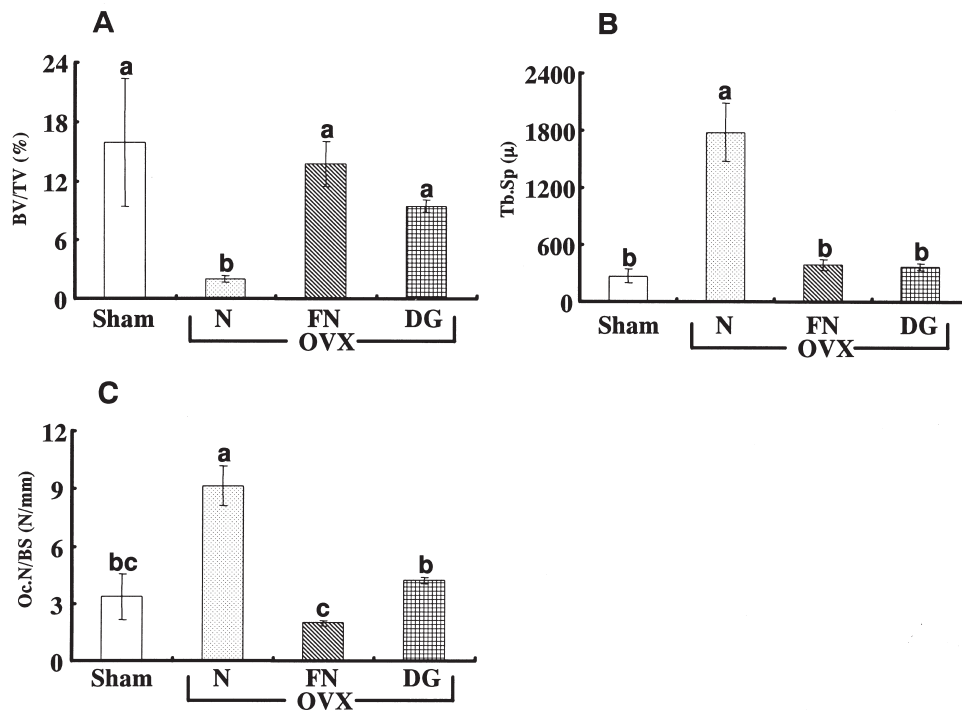 A
24
18
12
6
0
BV/TV (%)
a
b
a
a
Sham N FN DG
OVX
B
2400
1800
1200
600
0
Tb.Sp (μ)
b
a
b
b
Sham N FN DG
OVX
C
12
9
6
3
0
Oc.N/BS (N/mm)
bc
a
c
b
Sham N FN DG
OVX